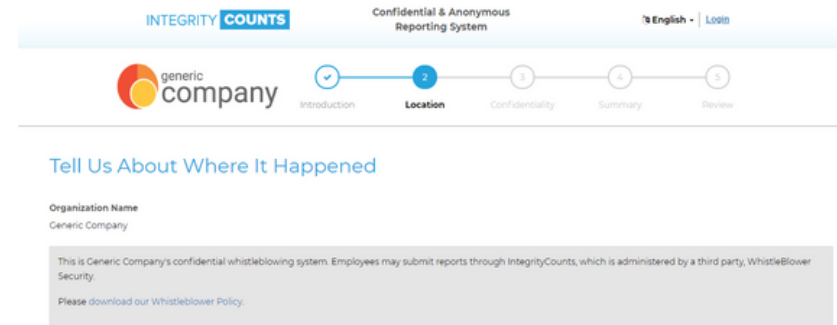 INTEGRITY COUNTS
Confidential & Anonymous
Reporting System
English - Login
generic
company
2
3
4
5
Introduction
Location
Confidentiality
Summary
Review
Tell Us About Where It Happened
Organization Name
Generic Company
This is Generic Company's confidential whistleblowing system. Employees may submit reports through IntegrityCounts, which is administered by a third party, WhistleBlower
Security.
Please download our Whistleblower Policy.